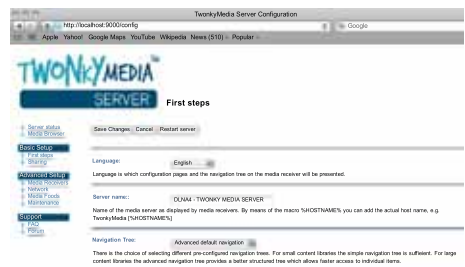 TwonkyMedia Server Configuration
http://localhost:9000/config
Google
Apple Yahoo! Google Maps YouTube Wikipedia News (510) Popular
TWONKYMEDIA
SERVER
First steps
Server status
Media Browser
Save Changes Cancel Restart server
Basic Setup
First steps
Sharing
Language:
English
Language is which configuration pages and the navigation tree on the media receiver will be presented.
Advanced Setup
Media Receivers
Network
Media Feeds
Maintenance
Server name::
DLNA4 - TWONKY MEDIA SERVER
Name of the media server as displayed by media receivers. By means of the macro %HOSTNAME% you can add the actual host name, e.g.
TwonkyMedia [%HOSTNAME%]
Support
FAQ
Forum
Navigation Tree:
Advanced default navigation
There is the choice of selecting different pre-configured navigation trees. For small content libraries the simple navigation tree is suffieient. For large
content libraries the advanced navigation tree provides a better structured tree which allows faster access to individual items.